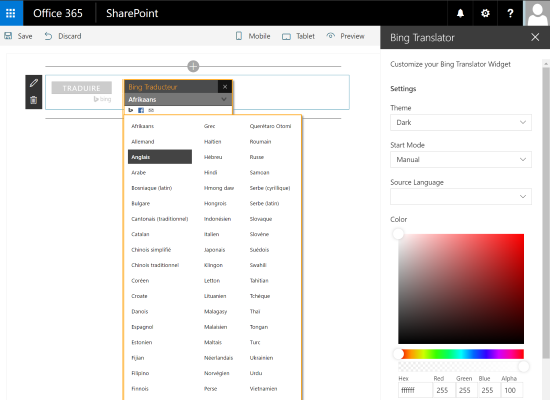 Office 365 SharePoint ?
Save Discard Mobile Tablet Preview
Bing Translator
Customize your Bing Translator Widget
Settings
Theme
Dark
Start Mode
Manual
Source Language
Color
Hex Red Green Blue Alpha
ffffff 255 255 255 100
TRADUIRE
bing
Bing Traducteur
Afrikaans
Afrikaans Grec Querétaro Otomi
Allemand Haïtien Roumain
Anglais Hébreu Russe
Arabe Hindi Samoan
Bosniaque (latin) Hmong daw Serbe (cyrillique)
Bulgare Hongrois Serbe (latin)
Cantonais (traditionnel) Indonésien Slovaque
Catalan Italien Slovène
Chinois simplifié Japonais Suédois
Chinois traditionnel Klingon Swahili
Coréen Letton Tahitian
Croate Lituanien Tchèque
Danois Malagasy Thaï
Espagnol Malaisien Tongan
Estonien Maltais Turc
Fijian Néerlandais Ukrainien
Filipino Norvégien Urdu
Finnois Perse Vietnamien